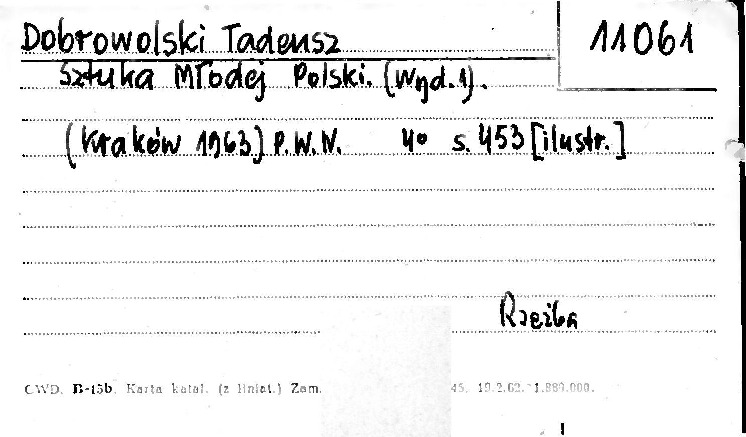 Dobrowolski Tadeusz 11061
Sztuka Młodej Polski. (Wyd. 1).
(Kraków 1963) P.W.N. 4° s. 453 [ilustr.]
Rzeźba
CWD. B-15b. Karta katal. (z liniat.) Zam. 45. 19.2.62. 1.880.000.